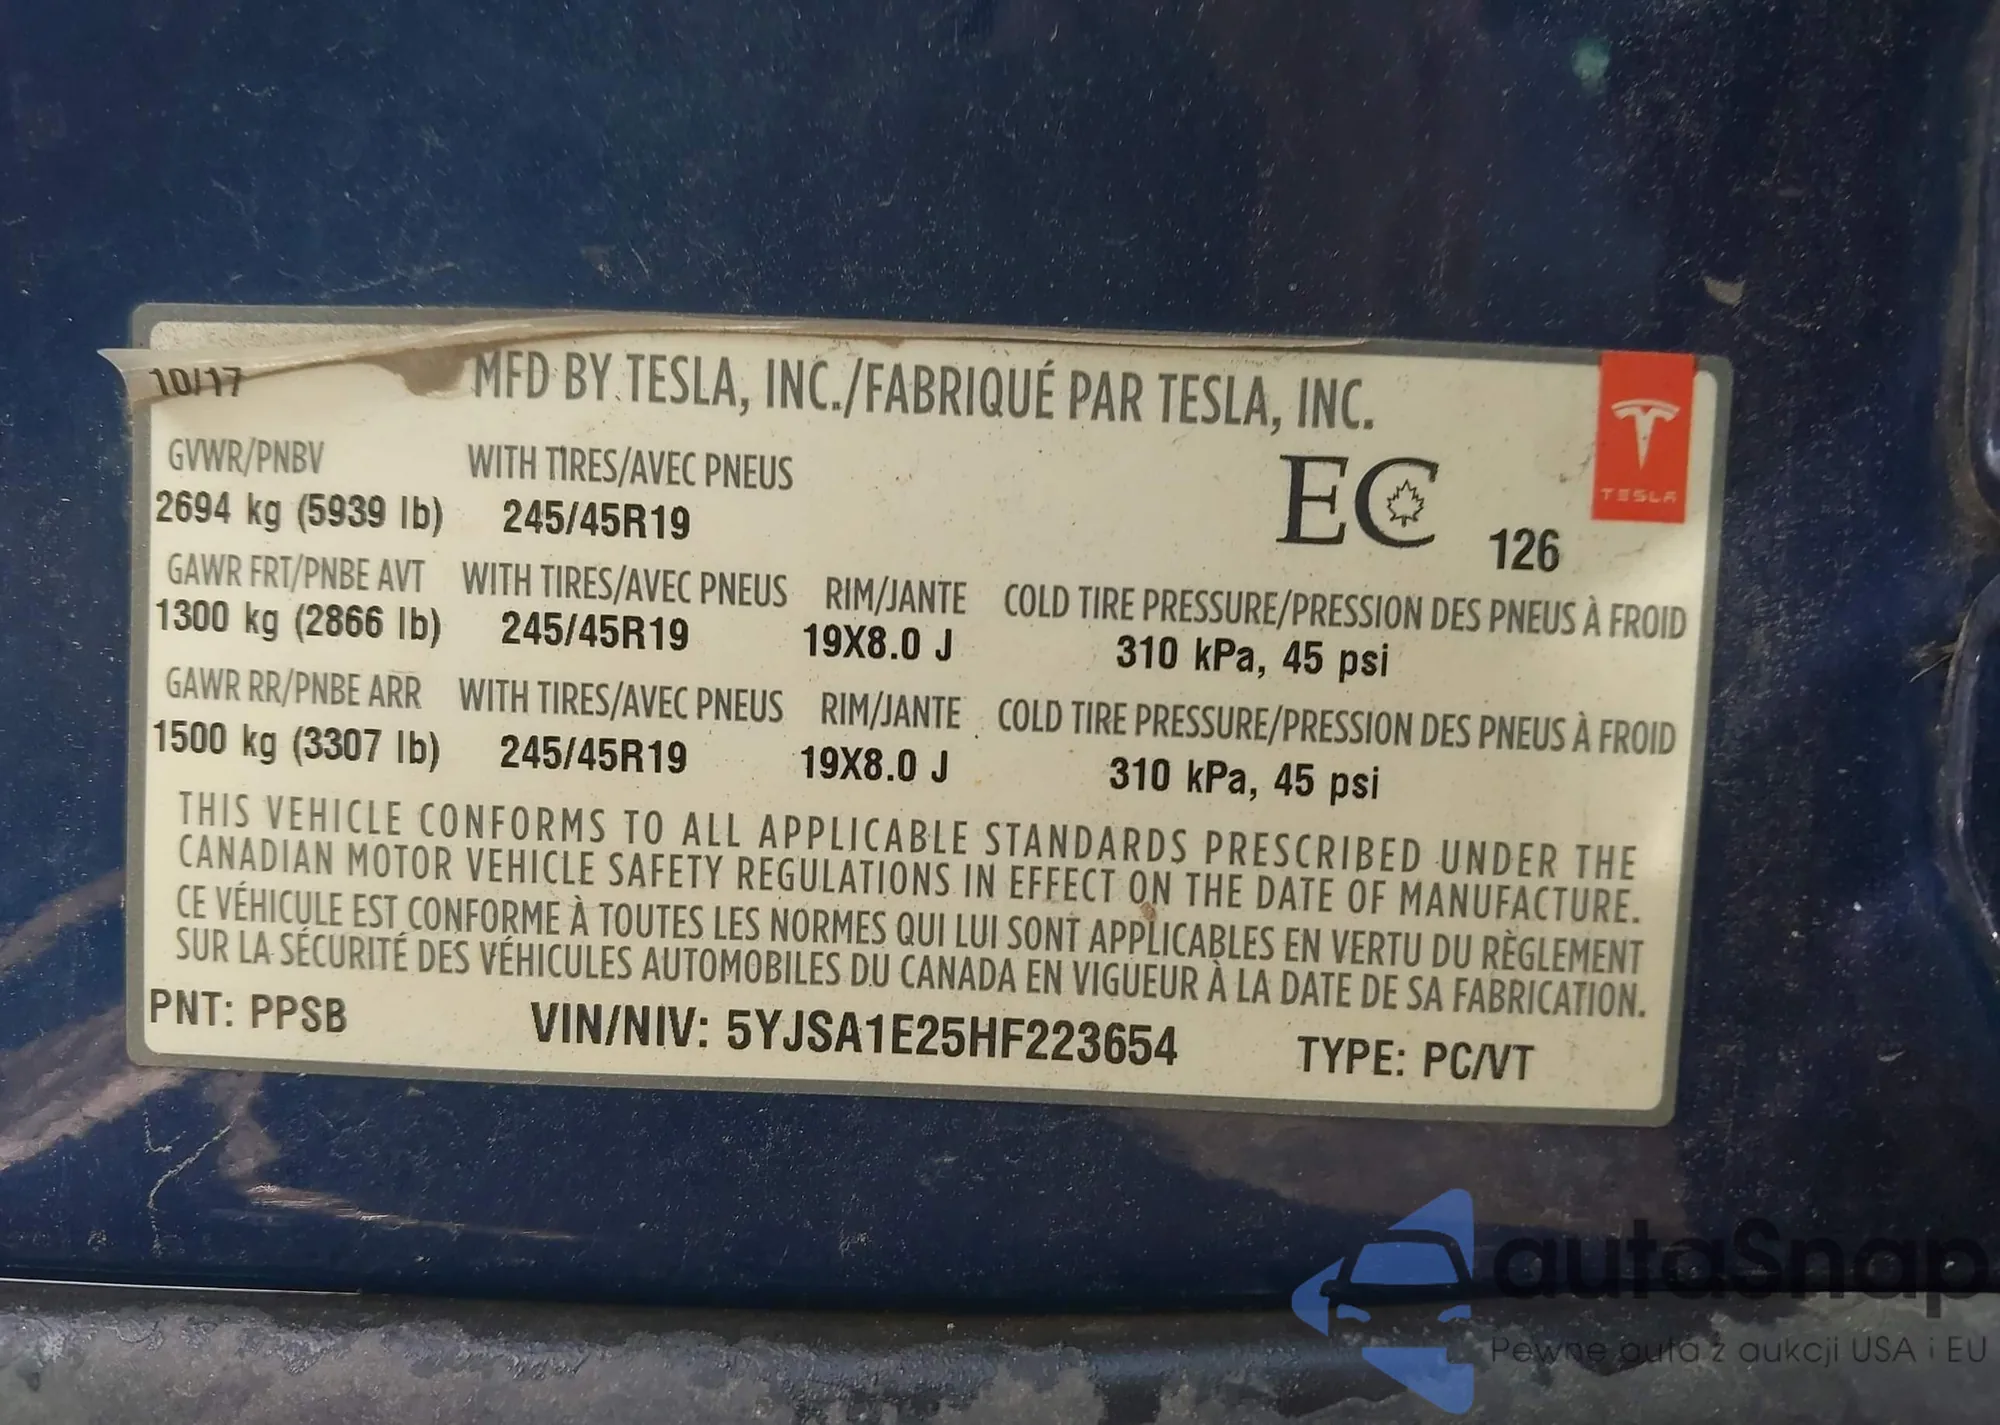 10/17 MFD BY TESLA, INC./FABRIQUÉ PAR TESLA, INC.
TESLA
GVWR/PNBV WITH TIRES/AVEC PNEUS
2694 kg (5939 lb) 245/45R19
EC 126
GAWR FRT/PNBE AVT WITH TIRES/AVEC PNEUS RIM/JANTE COLD TIRE PRESSURE/PRESSION DES PNEUS À FROID
1300 kg (2866 lb) 245/45R19 19X8.0 J 310 kPa, 45 psi
GAWR RR/PNBE ARR WITH TIRES/AVEC PNEUS RIM/JANTE COLD TIRE PRESSURE/PRESSION DES PNEUS À FROID
1500 kg (3307 lb) 245/45R19 19X8.0 J 310 kPa, 45 psi
THIS VEHICLE CONFORMS TO ALL APPLICABLE STANDARDS PRESCRIBED UNDER THE
CANADIAN MOTOR VEHICLE SAFETY REGULATIONS IN EFFECT ON THE DATE OF MANUFACTURE.
CE VÉHICULE EST CONFORME À TOUTES LES NORMES QUI LUI SONT APPLICABLES EN VERTU DU RÈGLEMENT
SUR LA SÉCURITÉ DES VÉHICULES AUTOMOBILES DU CANADA EN VIGUEUR À LA DATE DE SA FABRICATION.
PNT: PPSB VIN/NIV: 5YJSA1E25HF223654 TYPE: PC/VT
autaSnap
Pewne auta z aukcji USA i EU